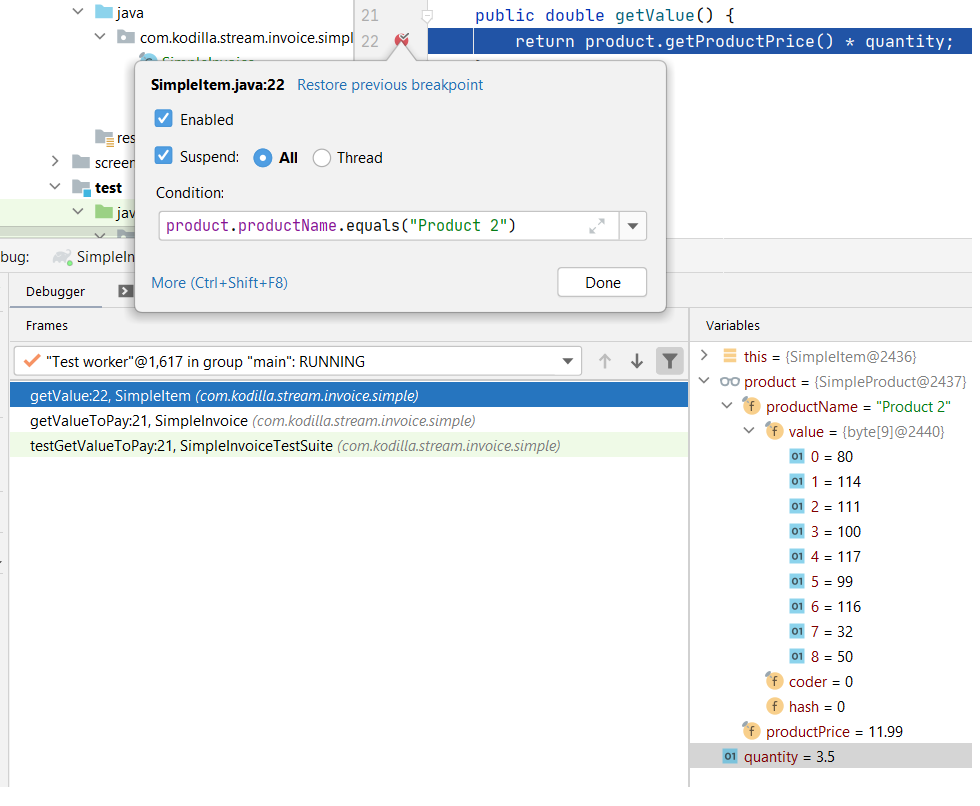 java
21 public double getValue() {
com.kodilla.stream.invoice.simpl
22 return product.getProductPrice() * quantity;
SimpleItem.java:22 Restore previous breakpoint
Enabled
res
Suspend: All Thread
screen
test
Condition:
jav
product.productName.equals("Product 2")
bug: SimpleIn
More (Ctrl+Shift+F8) Done
Debugger
Frames
Variables
"Test worker"@1,617 in group "main": RUNNING
getValue:22, SimpleItem (com.kodilla.stream.invoice.simple)
getValueToPay:21, SimpleInvoice (com.kodilla.stream.invoice.simple)
testGetValueToPay:21, SimpleInvoiceTestSuite (com.kodilla.stream.invoice.simple)
this = {SimpleItem@2436}
product = {SimpleProduct@2437}
productName = "Product 2"
value = {byte[9]@2440}
0 = 80
1 = 114
2 = 111
3 = 100
4 = 117
5 = 99
6 = 116
7 = 32
8 = 50
coder = 0
hash = 0
productPrice = 11.99
quantity = 3.5